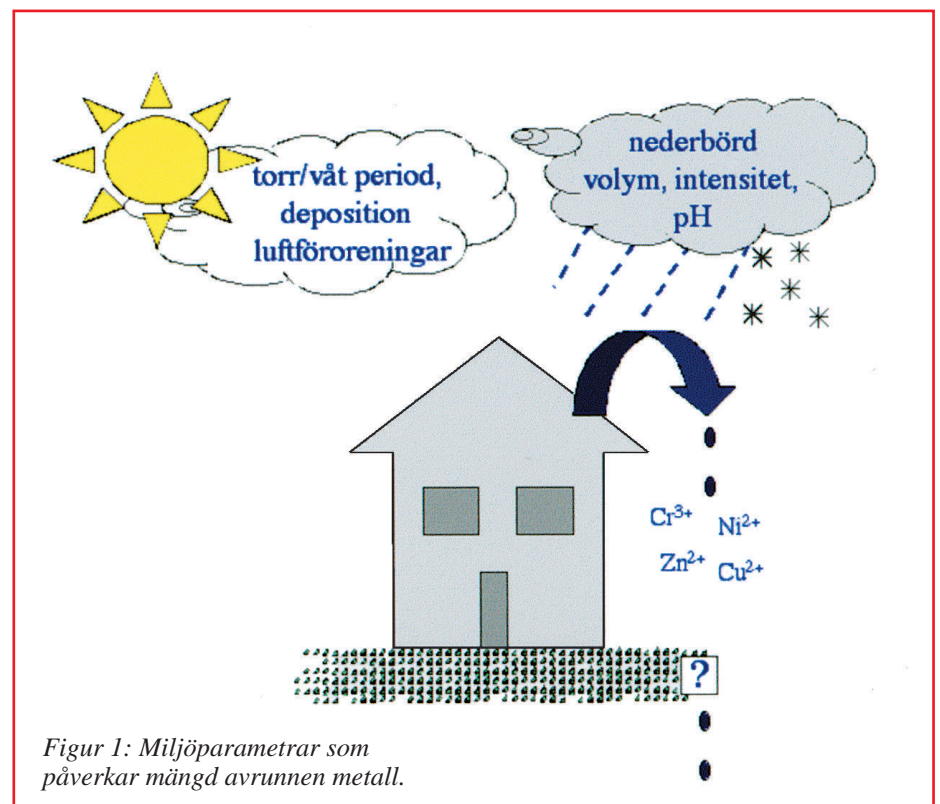 torr/våt period,
deposition
luftföroreningar
nederbörd
volym, intensitet,
pH
Cr³⁺ Ni²⁺
Zn²⁺ Cu²⁺
?
Figur 1: Miljöparametrar som
påverkar mängd avrunnen metall.